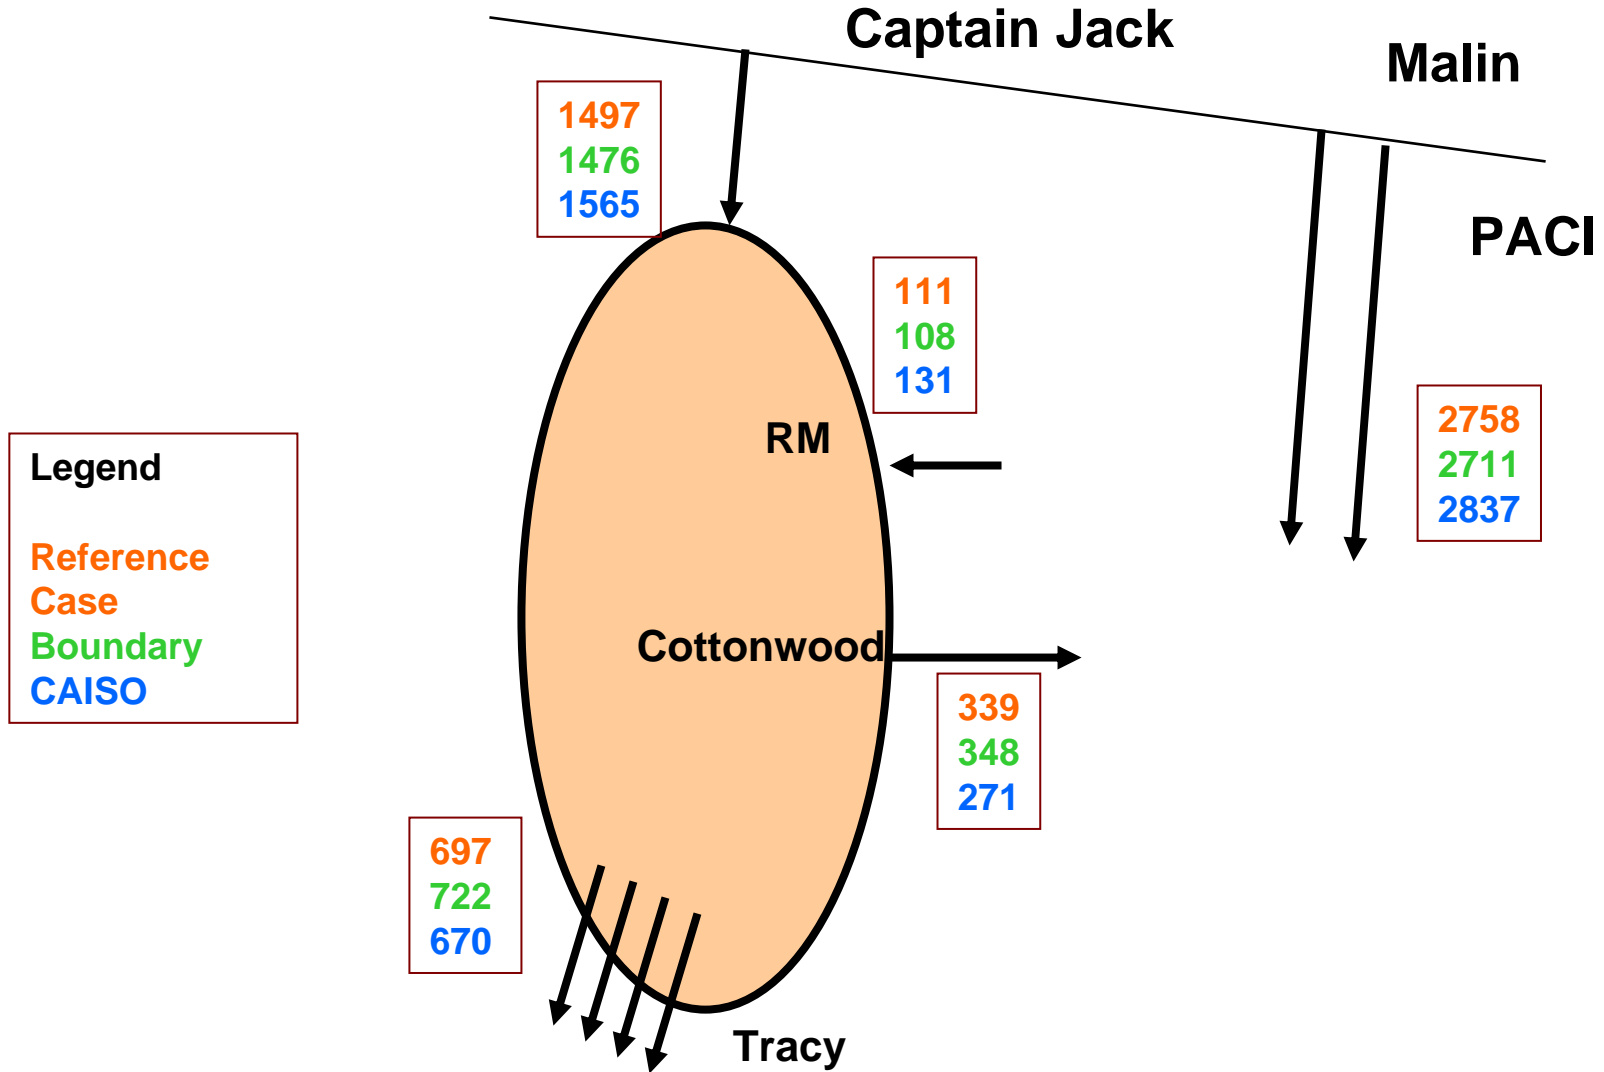 Captain Jack
Malin
1497
1476
1565
PACI
111
108
131
2758
2711
2837
RM
Legend
Reference
Case
Boundary
CAISO
Cottonwood
339
348
271
697
722
670
Tracy